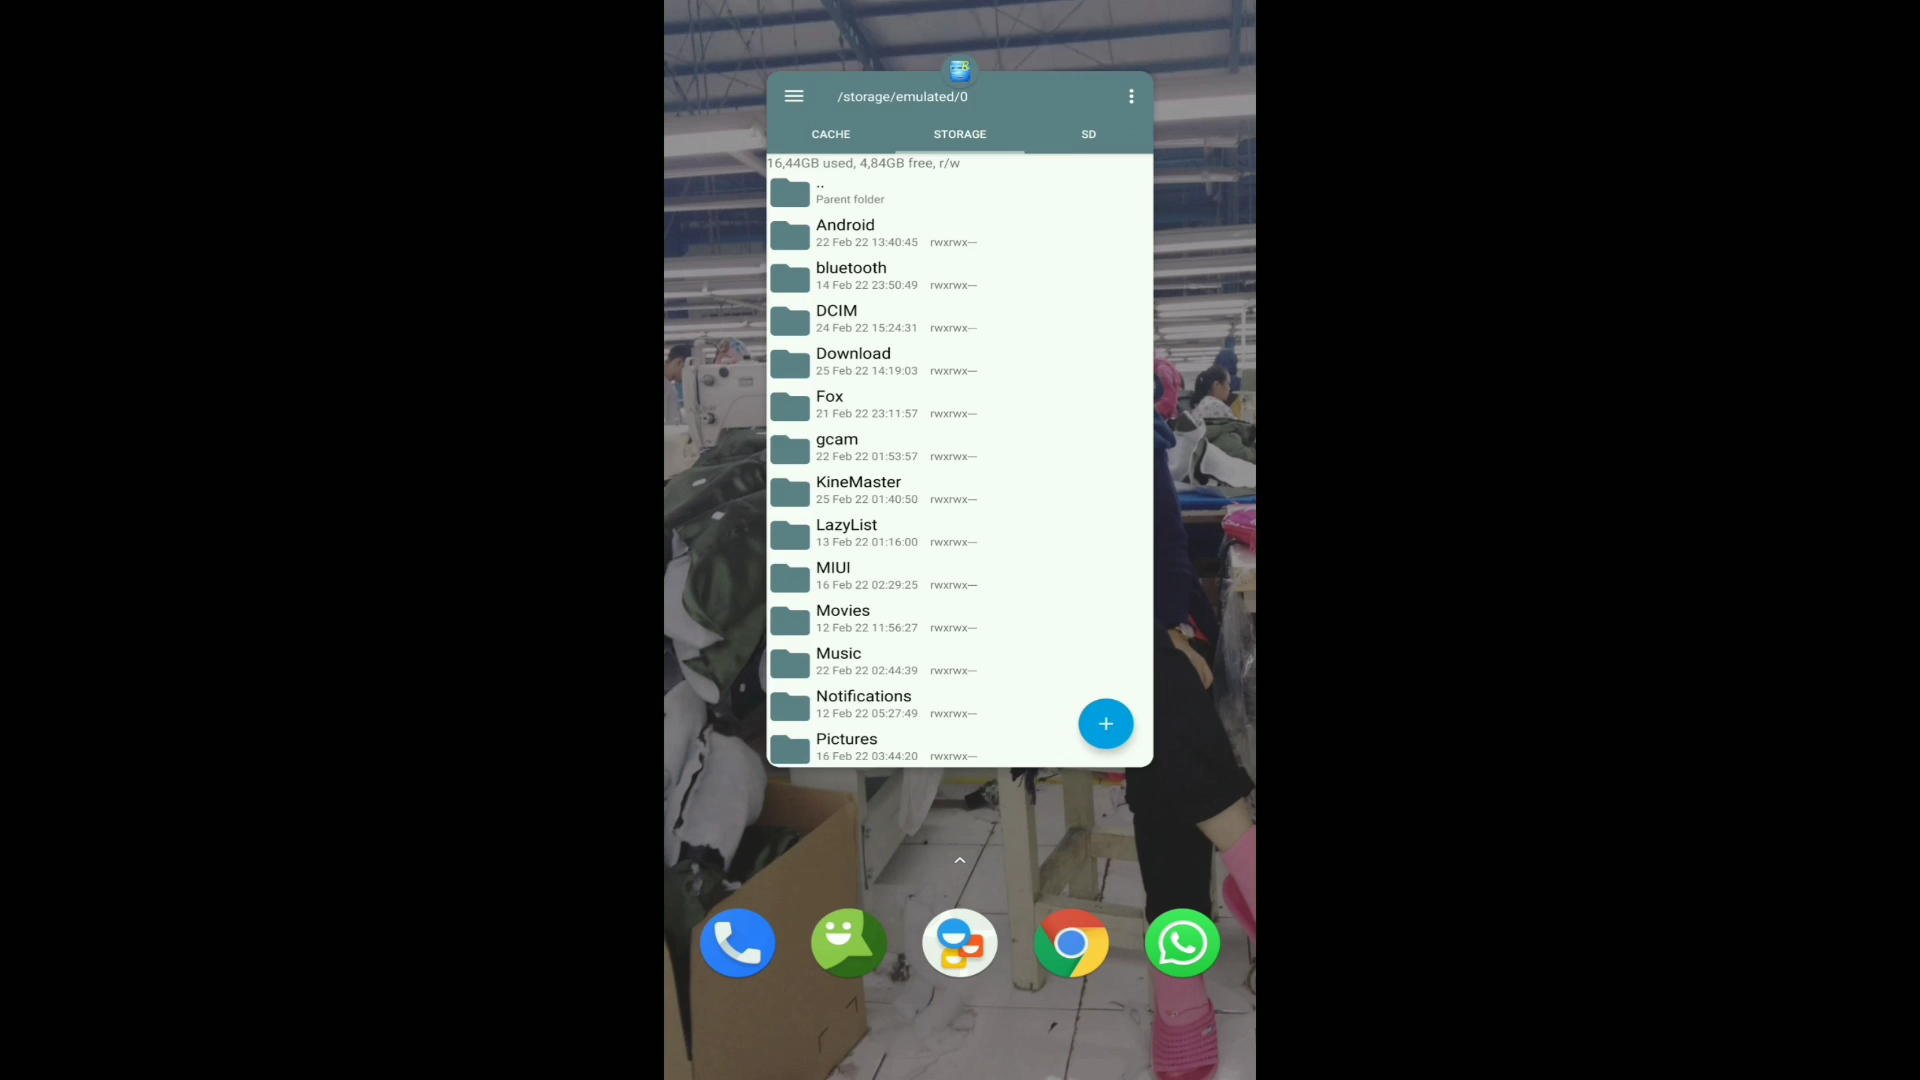 /storage/emulated/0
CACHE STORAGE SD
16,44GB used, 4,84GB free, r/w
..
Parent folder
Android
22 Feb 22 13:40:45 rwxrwx---
bluetooth
14 Feb 22 23:50:49 rwxrwx---
DCIM
24 Feb 22 15:24:31 rwxrwx---
Download
25 Feb 22 14:19:03 rwxrwx---
Fox
21 Feb 22 23:11:57 rwxrwx---
gcam
22 Feb 22 01:53:57 rwxrwx---
KineMaster
25 Feb 22 01:40:50 rwxrwx---
LazyList
13 Feb 22 01:16:00 rwxrwx---
MIUI
16 Feb 22 02:29:25 rwxrwx---
Movies
12 Feb 22 11:56:27 rwxrwx---
Music
22 Feb 22 02:44:39 rwxrwx---
Notifications
12 Feb 22 05:27:49 rwxrwx---
Pictures
16 Feb 22 03:44:20 rwxrwx---